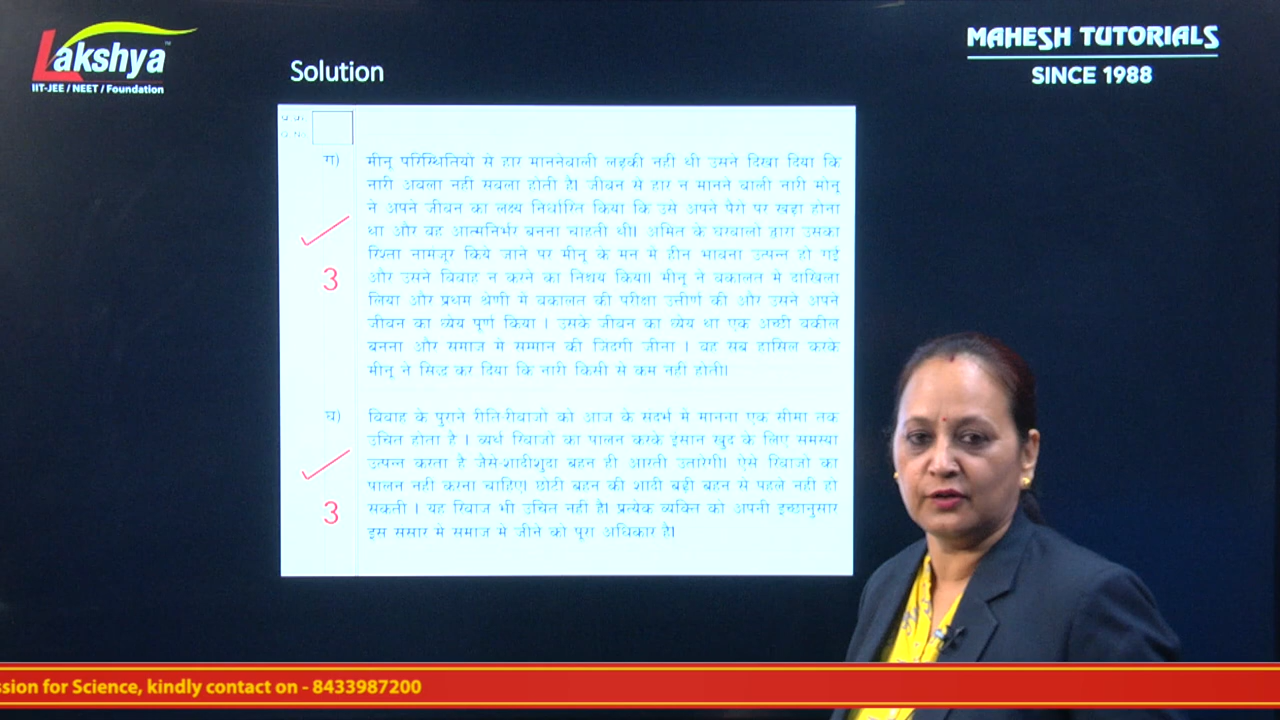 Lakshya
IIT-JEE / NEET / Foundation
MAHESH TUTORIALS
SINCE 1988
Solution
ग) मीनू परिस्थितियों से हार माननेवाली लड़की नहीं थी उसने दिखा दिया कि
नारी अबला नहीं सबला होती है। जीवन से हार न मानने वाली नारी मीनू
ने अपने जीवन का लक्ष्य निर्धारित किया कि उसे अपने पैरों पर खड़ा होना
था और वह आत्मनिर्भर बनना चाहती थी। अमित के घरवालों द्वारा उसका
रिश्ता नामंजूर किये जाने पर मीनू के मन में हीन भावना उत्पन्न हो गई
और उसने विवाह न करने का निश्चय किया। मीनू ने वकालत में दाखिला
लिया और प्रथम श्रेणी में वकालत की परीक्षा उत्तीर्ण की और उसने अपने
जीवन का ध्येय पूर्ण किया । उसके जीवन का ध्येय था एक अच्छी वकील
बनना और समाज में सम्मान की जिंदगी जीना । वह सब हासिल करके
मीनू ने सिद्ध कर दिया कि नारी किसी से कम नहीं होती।
3
घ) विवाह के पुराने रीति-रीवाजों को आज के संदर्भ में मानना एक सीमा तक
उचित होता है । व्यर्थ रिवाजों का पालन करके इंसान खुद के लिए समस्या
उत्पन्न करता है जैसे-शादीशुदा बहन ही आरती उतारेगी। ऐसे रिवाजों का
पालन नहीं करना चाहिए। छोटी बहन की शादी बड़ी बहन से पहले नहीं हो
सकती । यह रिवाज भी उचित नहीं है। प्रत्येक व्यक्ति को अपनी इच्छानुसार
इस संसार में समाज में जीने को पूरा अधिकार है।
3
ssion for Science, kindly contact on - 8433987200